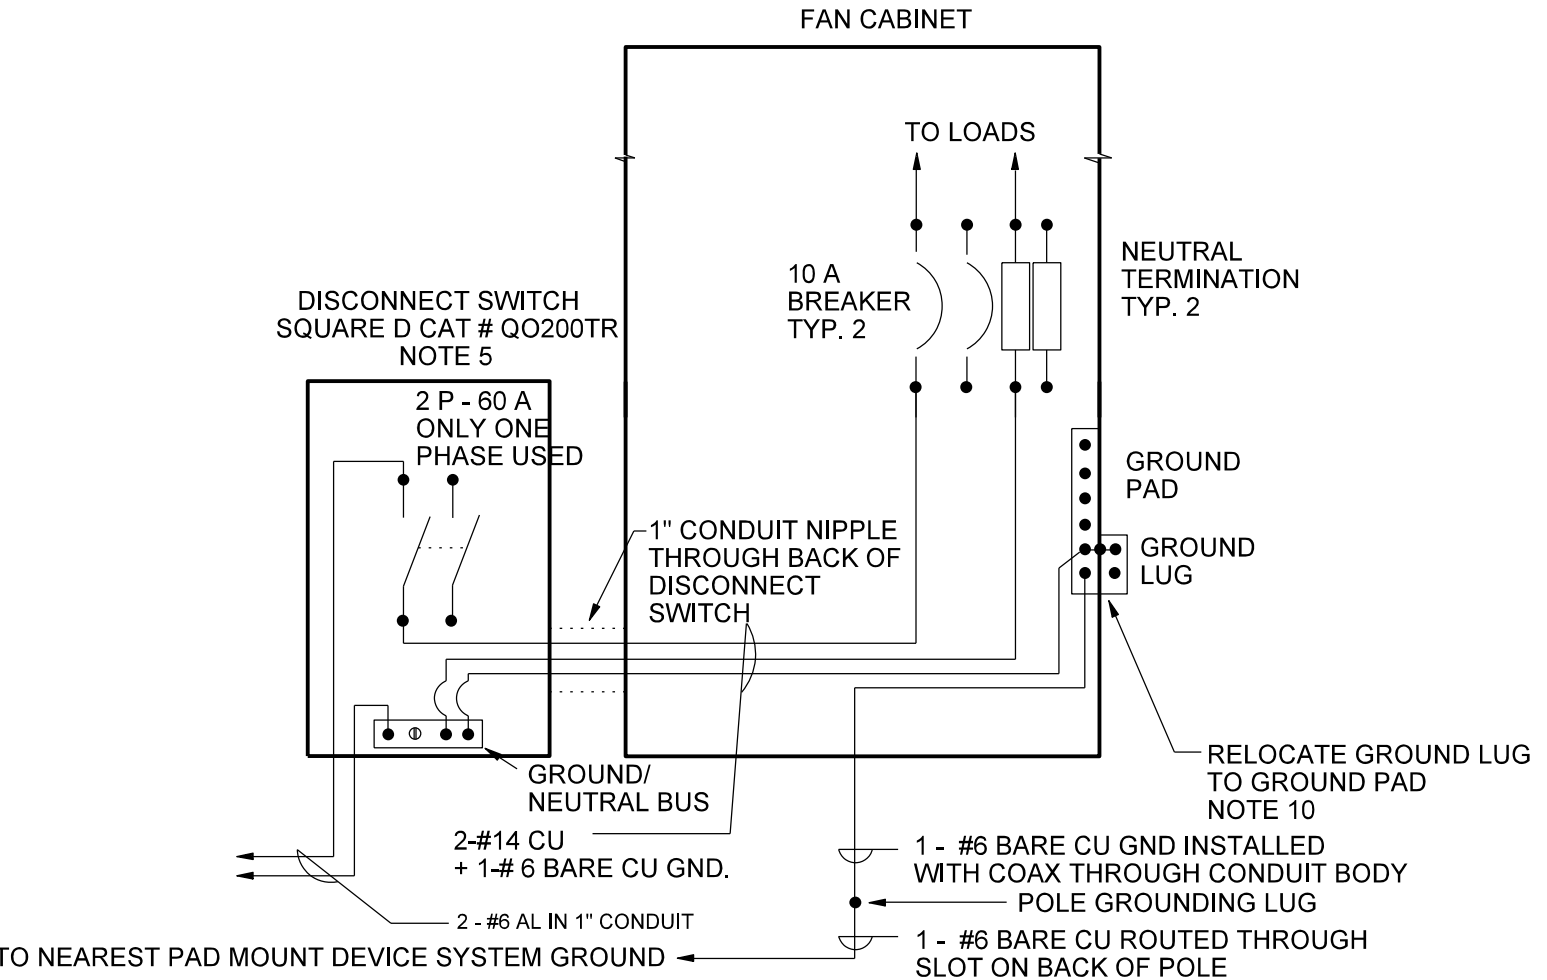 FAN CABINET
TO LOADS
NEUTRAL
TERMINATION
TYP. 2
10 A
BREAKER
TYP. 2
DISCONNECT SWITCH
SQUARE D CAT # QO200TR
NOTE 5
2 P - 60 A
ONLY ONE
PHASE USED
GROUND
PAD
1" CONDUIT NIPPLE
THROUGH BACK OF
DISCONNECT
SWITCH
GROUND
LUG
RELOCATE GROUND LUG
TO GROUND PAD
NOTE 10
GROUND/
NEUTRAL BUS
2-#14 CU
+ 1-# 6 BARE CU GND.
1 - #6 BARE CU GND INSTALLED
WITH COAX THROUGH CONDUIT BODY
POLE GROUNDING LUG
2 - #6 AL IN 1" CONDUIT
1 - #6 BARE CU ROUTED THROUGH
SLOT ON BACK OF POLE
TO NEAREST PAD MOUNT DEVICE SYSTEM GROUND